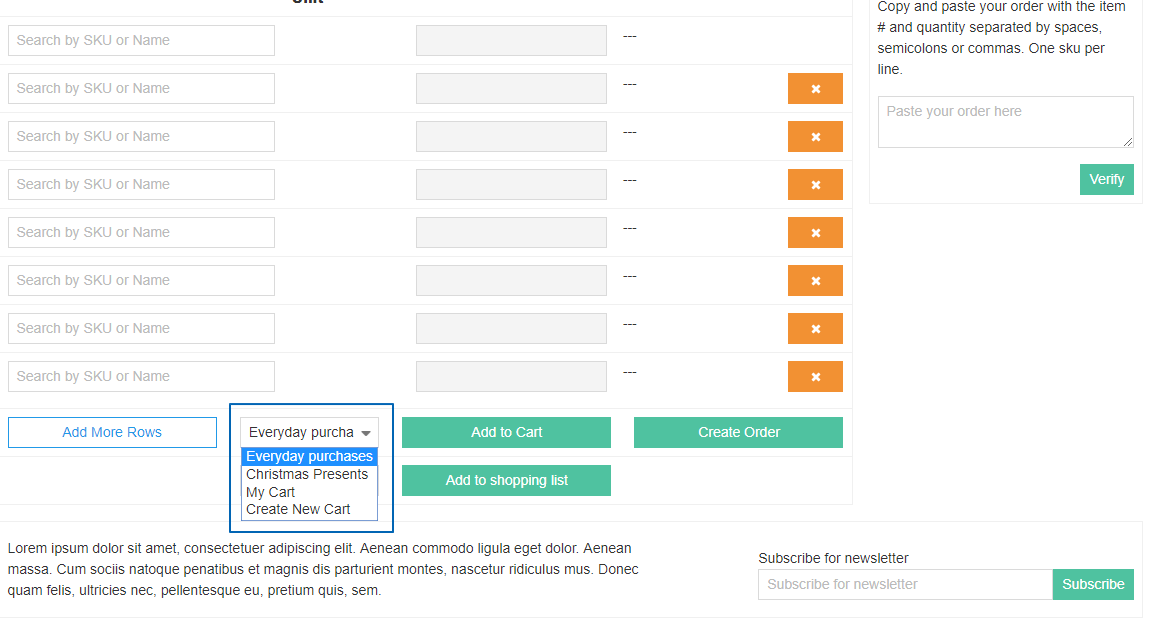 Unit
Search by SKU or Name
---
Search by SKU or Name
---
Search by SKU or Name
---
Search by SKU or Name
---
Search by SKU or Name
---
Search by SKU or Name
---
Search by SKU or Name
---
Search by SKU or Name
---
Add More Rows
Everyday purcha
Add to Cart
Create Order
Everyday purchases
Christmas Presents
My Cart
Create New Cart
Add to shopping list
Copy and paste your order with the item
# and quantity separated by spaces,
semicolons or commas. One sku per
line.
Paste your order here
Verify
Lorem ipsum dolor sit amet, consectetuer adipiscing elit. Aenean commodo ligula eget dolor. Aenean
massa. Cum sociis natoque penatibus et magnis dis parturient montes, nascetur ridiculus mus. Donec
quam felis, ultricies nec, pellentesque eu, pretium quis, sem.
Subscribe for newsletter
Subscribe for newsletter
Subscribe